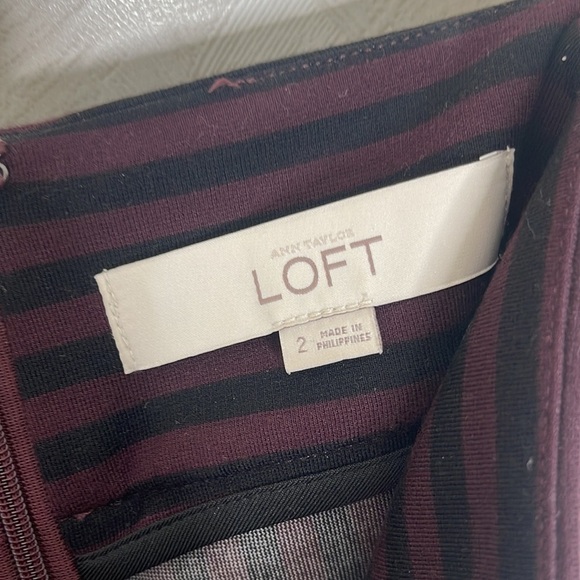 ANN TAYLOR
LOFT
2
MADE IN
PHILIPPINES